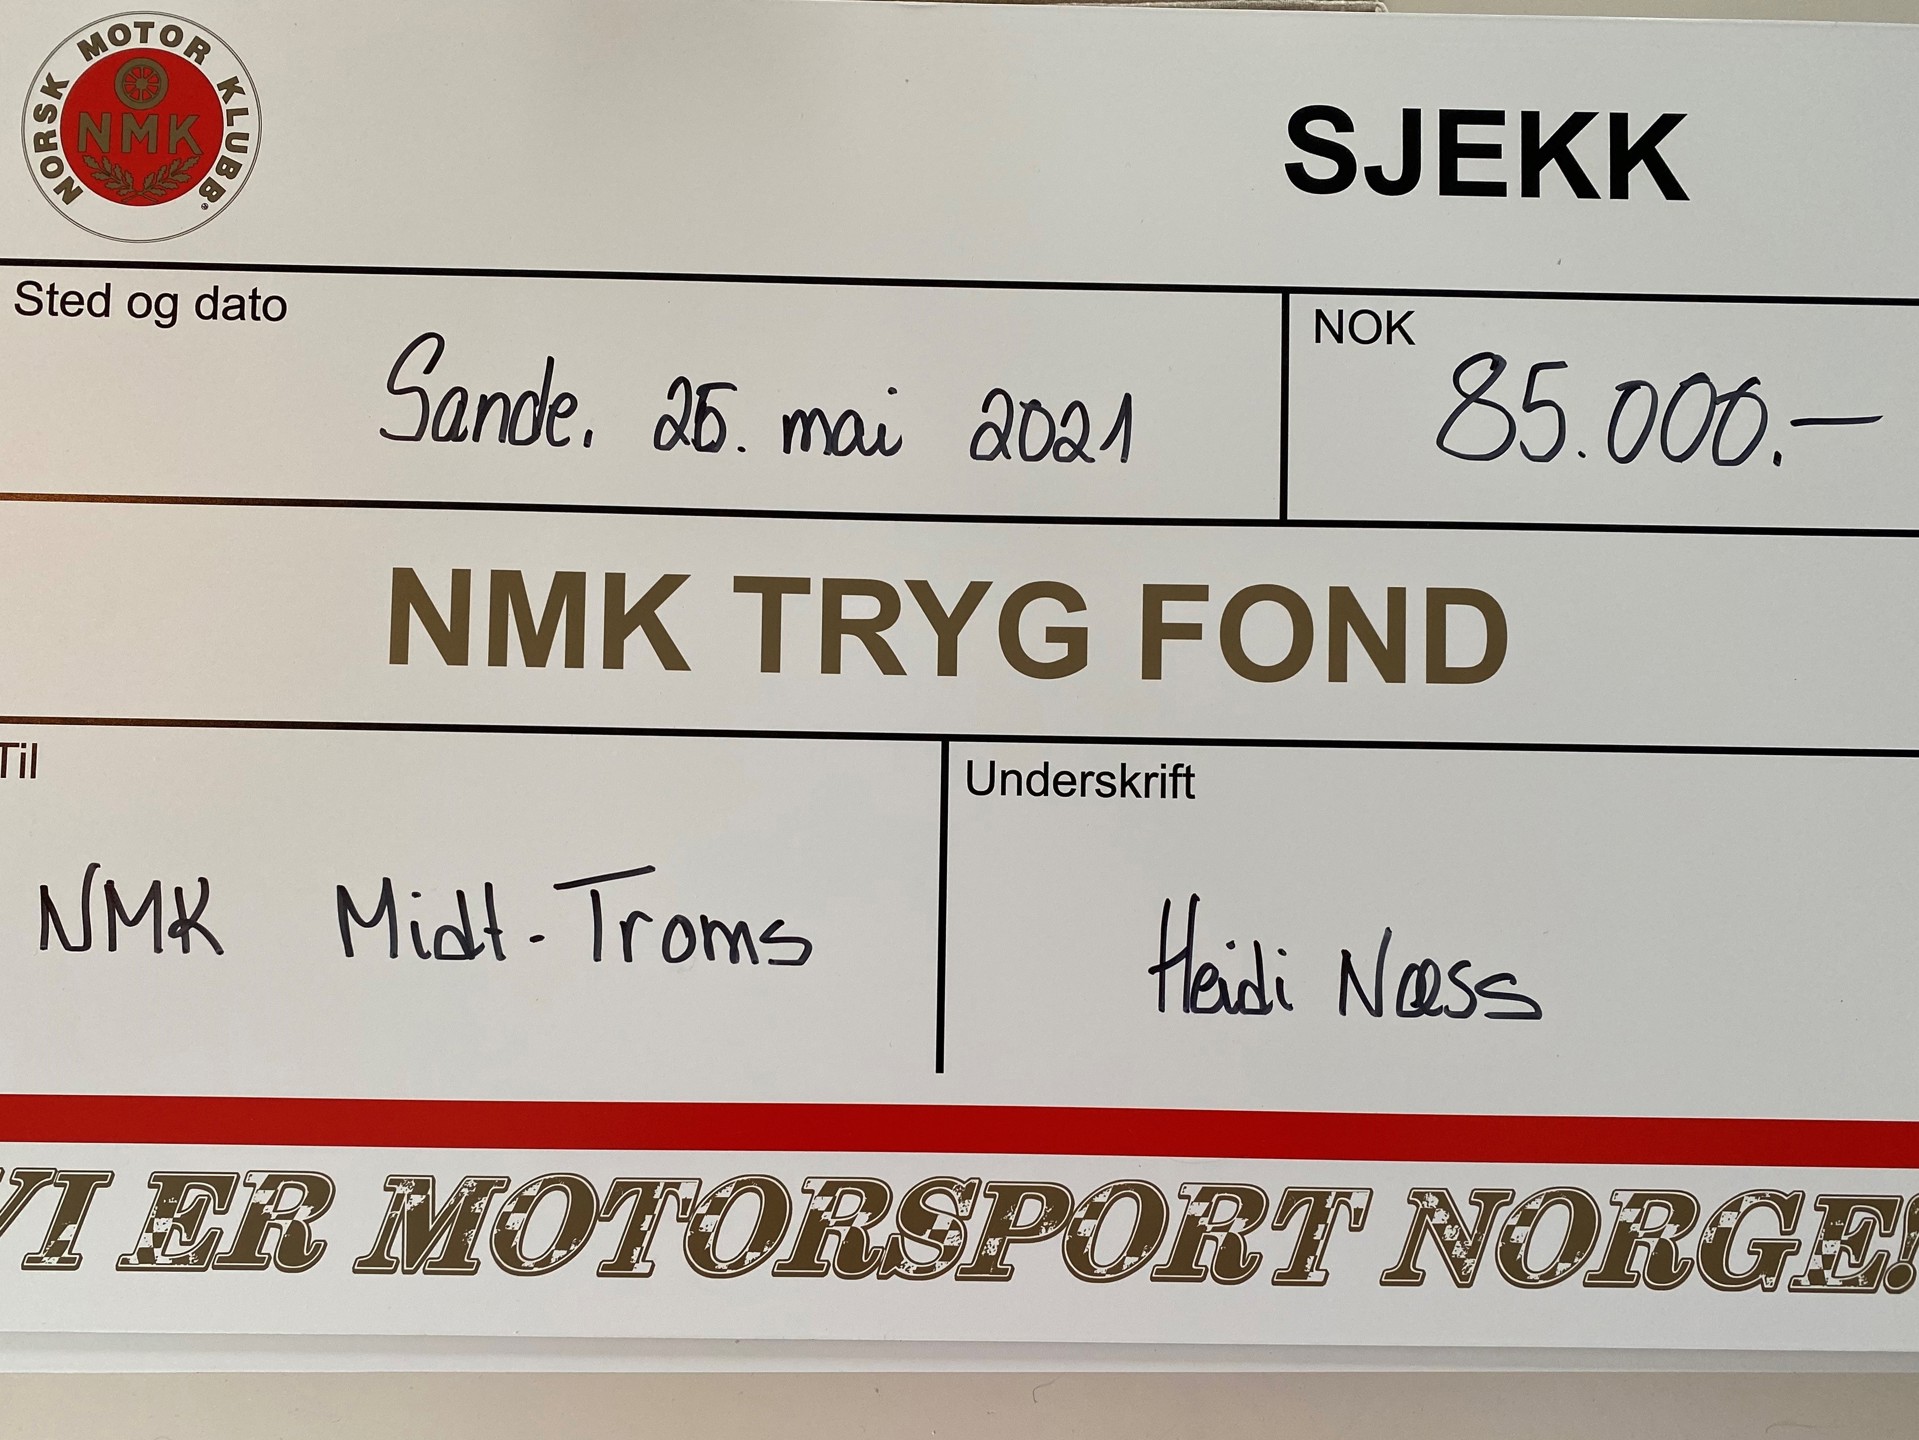 NORSK MOTOR KLUBB
NMK
SJEKK
Sted og dato
Sande. 25. mai 2021
NOK
85.000.-
NMK TRYG FOND
Til
NMK Midt-Troms
Underskrift
Heidi Næss
VI ER MOTORSPORT NORGE!